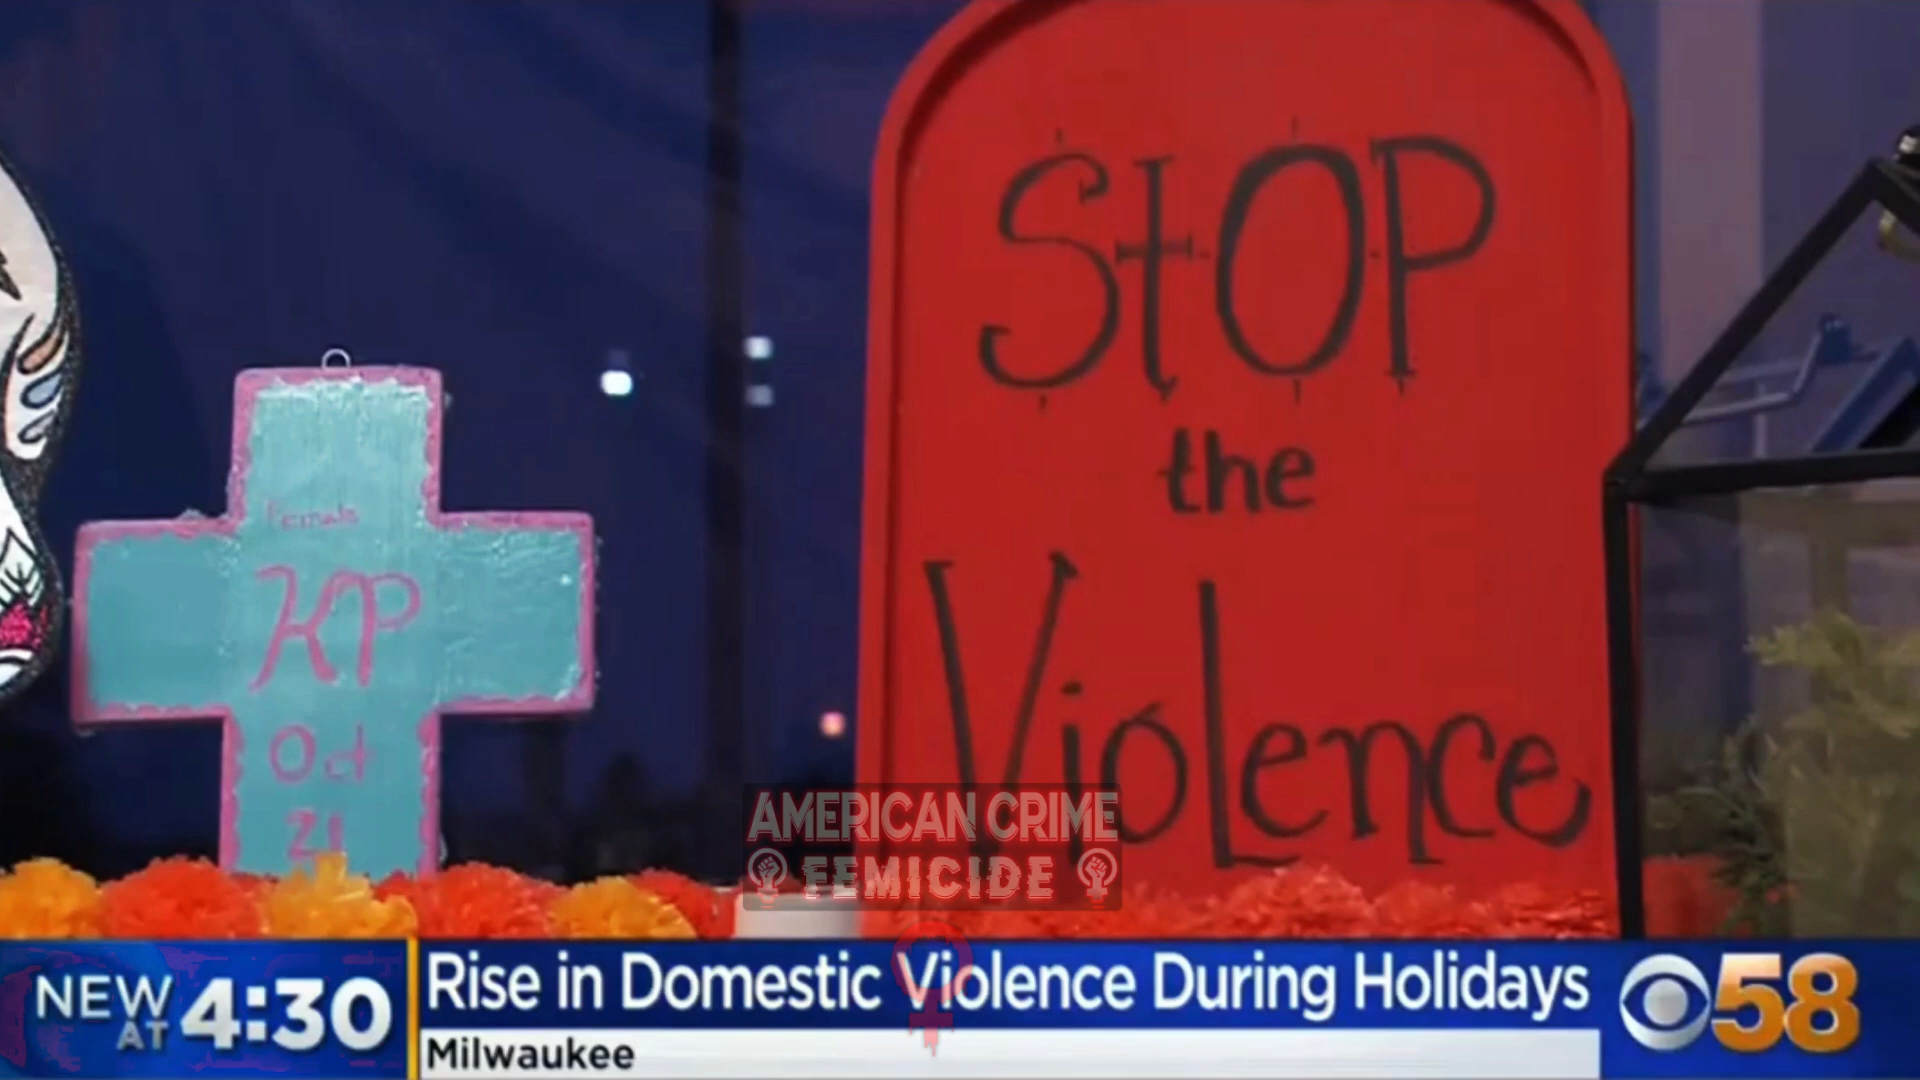 STOP
the
Violence
Female
KP
Oct
21
AMERICAN CRIME
FEMICIDE
NEW AT 4:30
Rise in Domestic Violence During Holidays
Milwaukee
58